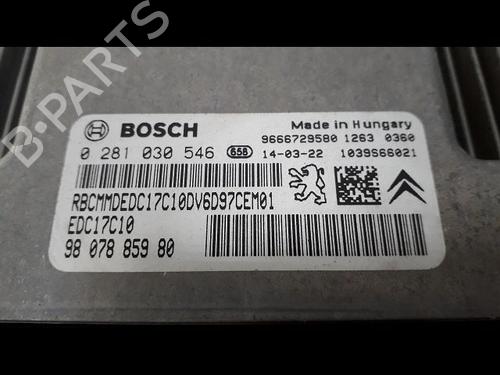 B-PARTS
BOSCH
Made in Hungary
9666729580 1263 0360
0 281 030 546 658 14-03-22 1039S66021
RBCMMDEDC17C10DV6D97CEM01
EDC17C10
98 078 859 80